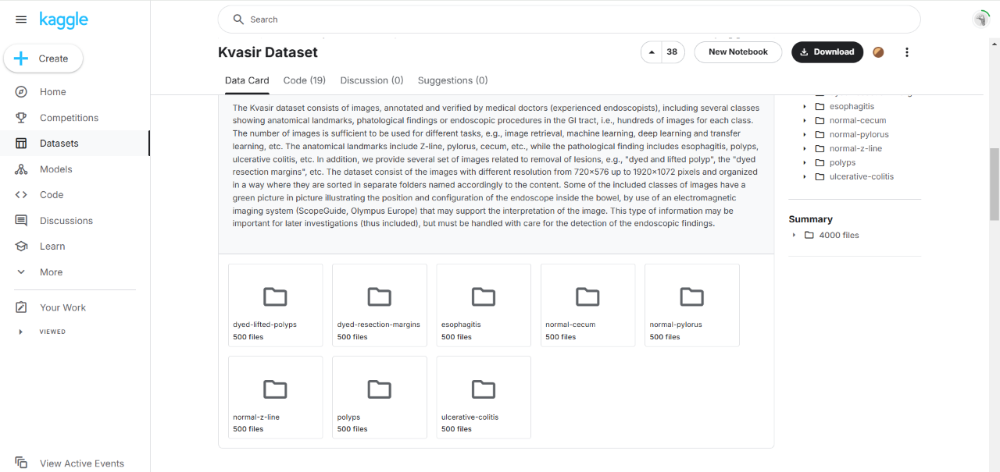 kaggle
Search
Create
Home
Competitions
Datasets
Models
Code
Discussions
Learn
More
Your Work
VIEWED
View Active Events
Kvasir Dataset
38
New Notebook
Download
Data Card
Code (19)
Discussion (0)
Suggestions (0)
The Kvasir dataset consists of images, annotated and verified by medical doctors (experienced endoscopists), including several classes
showing anatomical landmarks, phatological findings or endoscopic procedures in the GI tract, i.e., hundreds of images for each class.
The number of images is sufficient to be used for different tasks, e.g., image retrieval, machine learning, deep learning and transfer
learning, etc. The anatomical landmarks include Z-line, pylorus, cecum, etc., while the pathological finding includes esophagitis, polyps,
ulcerative colitis, etc. In addition, we provide several set of images related to removal of lesions, e.g., "dyed and lifted polyp", the "dyed
resection margins", etc. The dataset consist of the images with different resolution from 720x576 up to 1920x1072 pixels and organized
in a way where they are sorted in separate folders named accordingly to the content. Some of the included classes of images have a
green picture in picture illustrating the position and configuration of the endoscope inside the bowel, by use of an electromagnetic
imaging system (ScopeGuide, Olympus Europe) that may support the interpretation of the image. This type of information may be
important for later investigations (thus included), but must be handled with care for the detection of the endoscopic findings.
dyed-lifted-polyps
500 files
dyed-resection-margins
500 files
esophagitis
500 files
normal-cecum
500 files
normal-pylorus
500 files
normal-z-line
500 files
polyps
500 files
ulcerative-colitis
500 files
esophagitis
normal-cecum
normal-pylorus
normal-z-line
polyps
ulcerative-colitis
Summary
4000 files